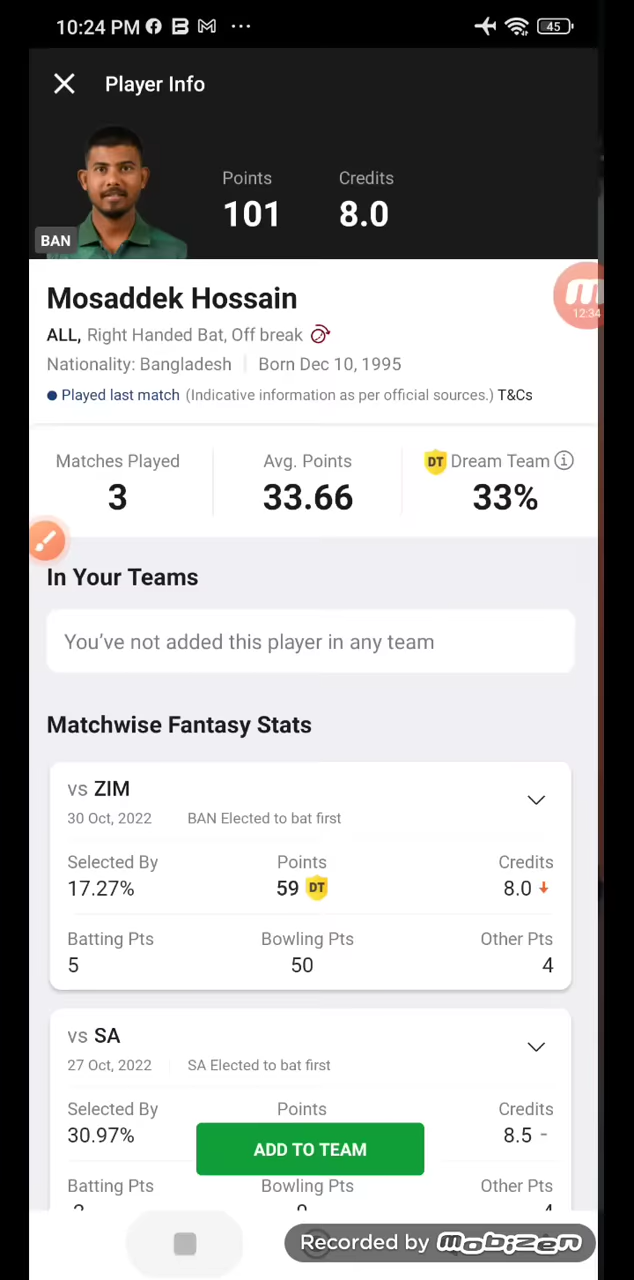 10:24 PM
45
Player Info
Points Credits
101 8.0
BAN
Mosaddek Hossain
12:34
ALL, Right Handed Bat, Off break
Nationality: Bangladesh Born Dec 10, 1995
Played last match (Indicative information as per official sources.) T&Cs
Matches Played Avg. Points DT Dream Team
3 33.66 33%
In Your Teams
You've not added this player in any team
Matchwise Fantasy Stats
vs ZIM
30 Oct, 2022 BAN Elected to bat first
Selected By Points Credits
17.27% 59 DT 8.0
Batting Pts Bowling Pts Other Pts
5 50 4
vs SA
27 Oct, 2022 SA Elected to bat first
Selected By Points Credits
30.97% 8.5 -
ADD TO TEAM
Batting Pts Bowling Pts Other Pts
Recorded by mobizen